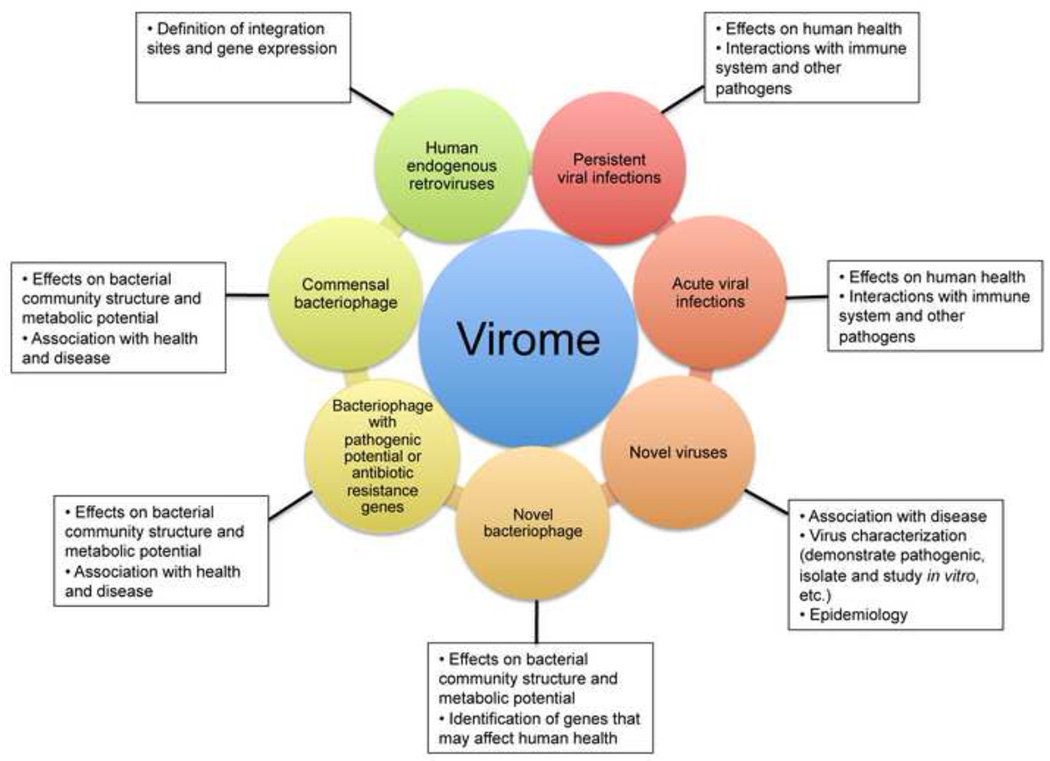 • Definition of integration
sites and gene expression
• Effects on human health
• Interactions with immune
system and other
pathogens
Human
endogenous
retroviruses
Persistent
viral infections
• Effects on bacterial
community structure and
metabolic potential
• Association with health
and disease
Commensal
bacteriophage
Acute viral
infections
• Effects on human health
• Interactions with immune
system and other
pathogens
Virome
Bacteriophage
with
pathogenic
potential or
antibiotic
resistance
genes
Novel viruses
• Effects on bacterial
community structure and
metabolic potential
• Association with health
and disease
Novel
bacteriophage
• Association with disease
• Virus characterization
(demonstrate pathogenic,
isolate and study in vitro,
etc.)
• Epidemiology
• Effects on bacterial
community structure and
metabolic potential
• Identification of genes that
may affect human health